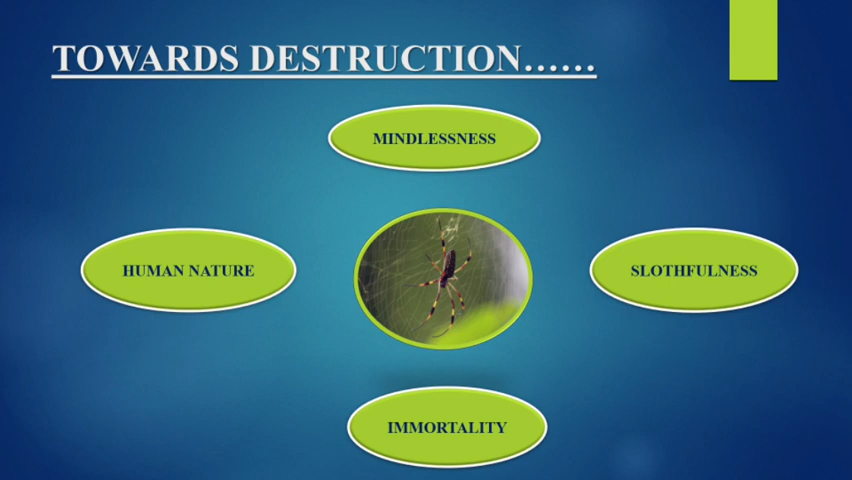 TOWARDS DESTRUCTION......
MINDLESSNESS
HUMAN NATURE
SLOTHFULNESS
IMMORTALITY